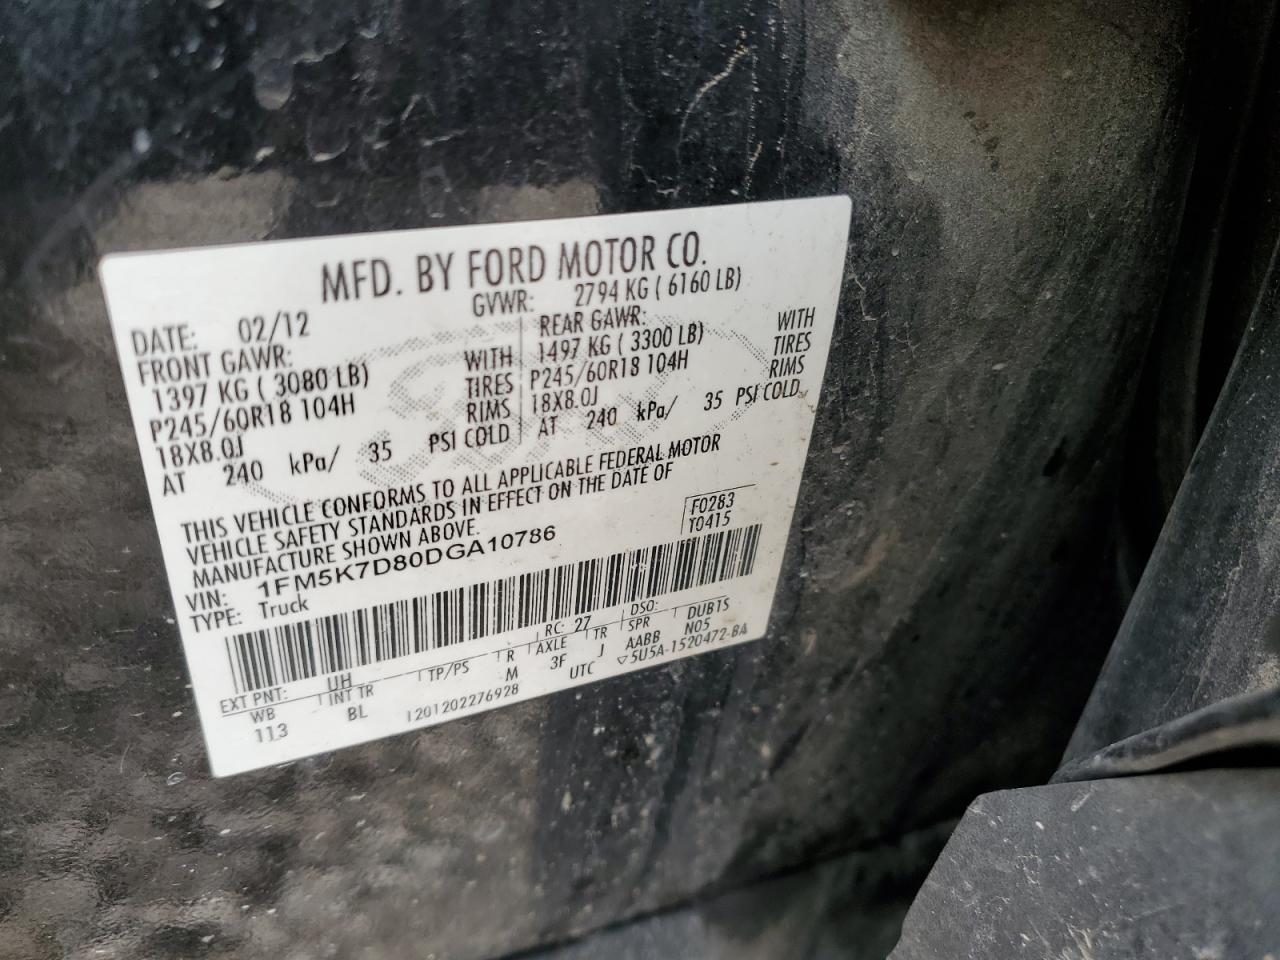 MFD. BY FORD MOTOR CO.
DATE: 02/12 GVWR: 2794 KG ( 6160 LB)
FRONT GAWR: REAR GAWR:
1397 KG ( 3080 LB) WITH 1497 KG ( 3300 LB) WITH
P245/60R18 104H TIRES P245/60R18 104H TIRES
18X8.0J RIMS 18X8.0J RIMS
AT 240 kPa/ 35 PSI COLD AT 240 kPa/ 35 PSI COLD
THIS VEHICLE CONFORMS TO ALL APPLICABLE FEDERAL MOTOR
VEHICLE SAFETY STANDARDS IN EFFECT ON THE DATE OF
MANUFACTURE SHOWN ABOVE.
F0283
VIN: 1FM5K7D80DGA10786 T0415
TYPE: Truck
EXT PNT: UH RC: 27 DSO:
WB INT TR TP/PS R AXLE TR SPR DUB1S
113 BL M 3F J AABB N05
1201202276928 UTC ▽5U5A-1520472-BA